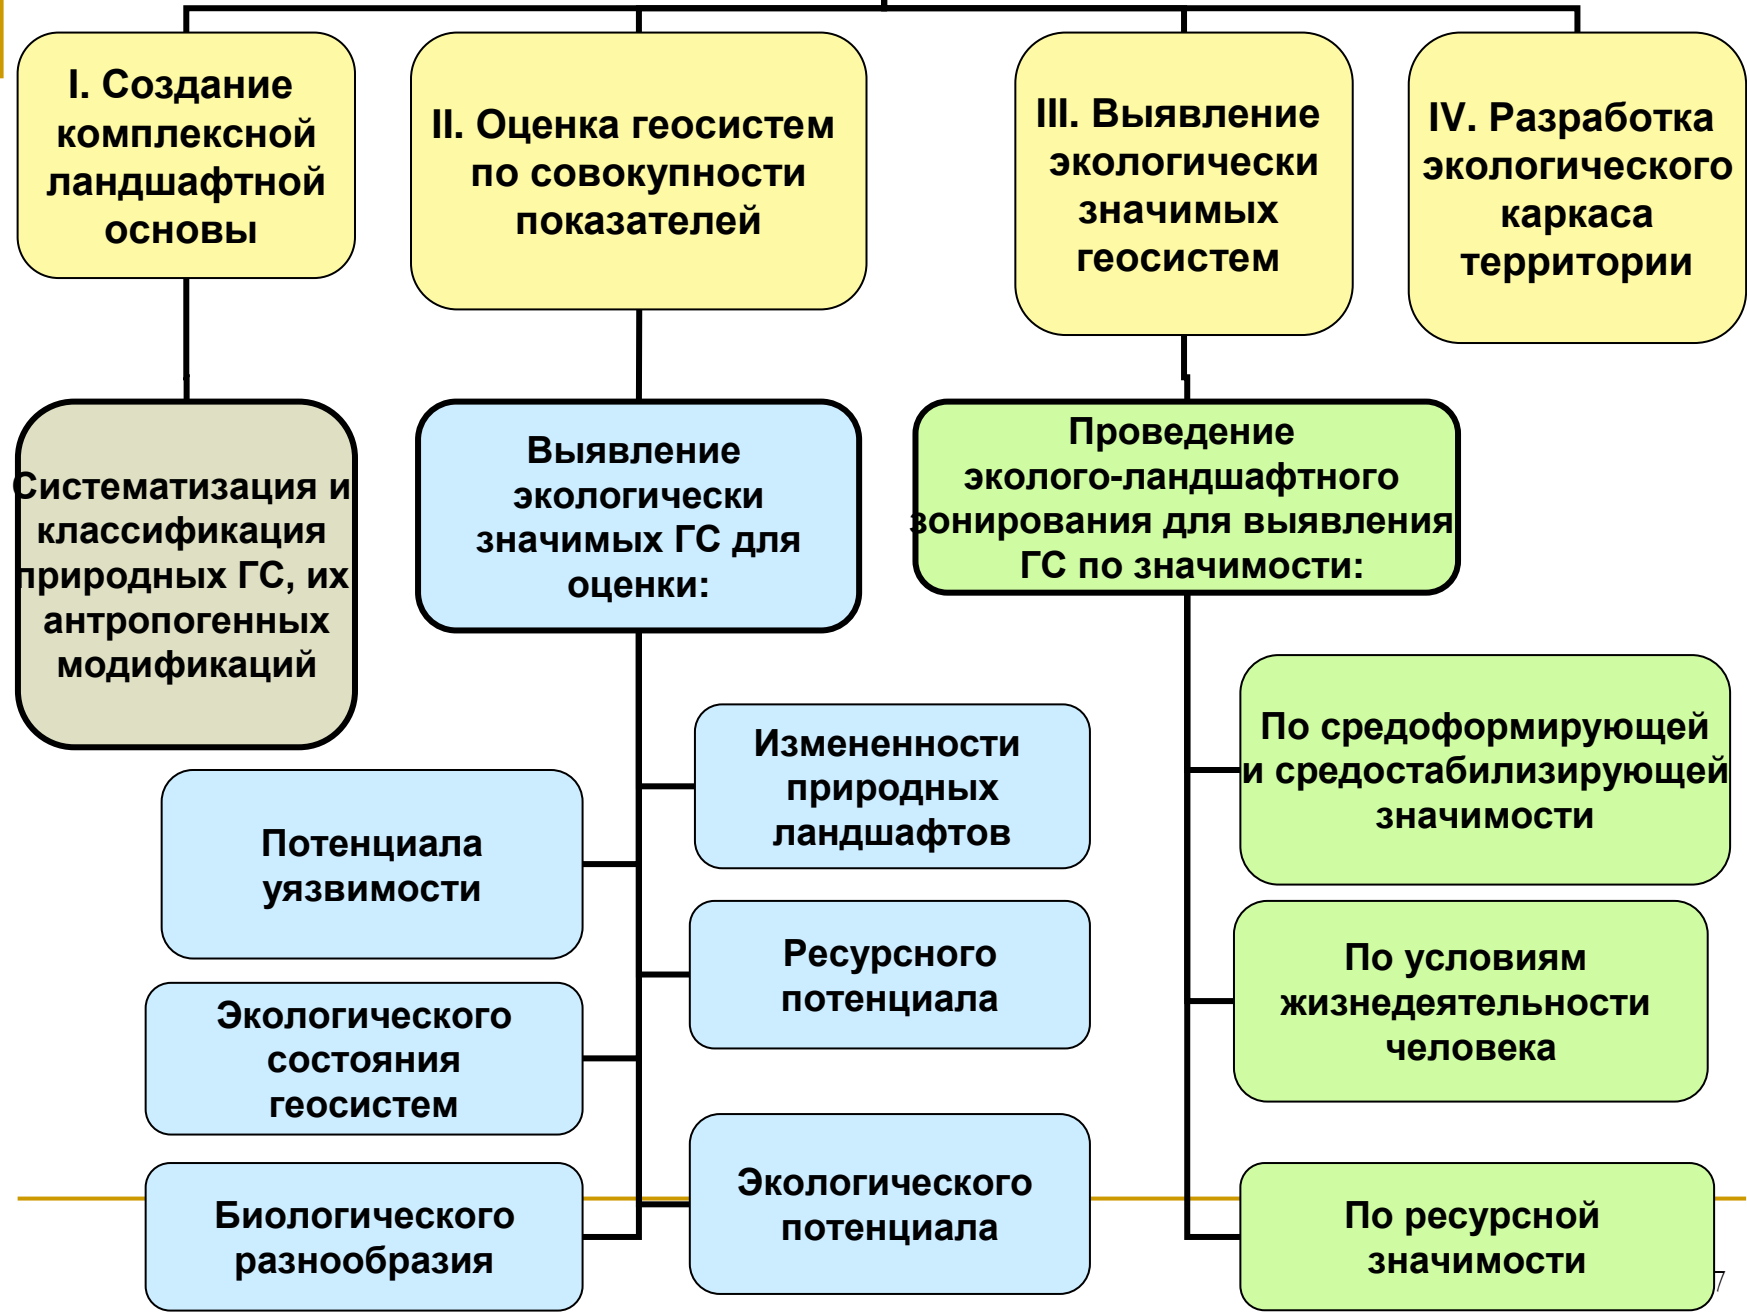 I. Создание
комплексной
ландшафтной
основы
II. Оценка геосистем
по совокупности
показателей
III. Выявление
экологически
значимых
геосистем
IV. Разработка
экологического
каркаса
территории
Систематизация и
классификация
природных ГС, их
антропогенных
модификаций
Выявление
экологически
значимых ГС для
оценки:
Проведение
эколого-ландшафтного
зонирования для выявления
ГС по значимости:
Измененности
природных
ландшафтов
Потенциала
уязвимости
Ресурсного
потенциала
Экологического
состояния
геосистем
Экологического
потенциала
Биологического
разнообразия
По средоформирующей
и средостабилизирующей
значимости
По условиям
жизнедеятельности
человека
По ресурсной
значимости
7